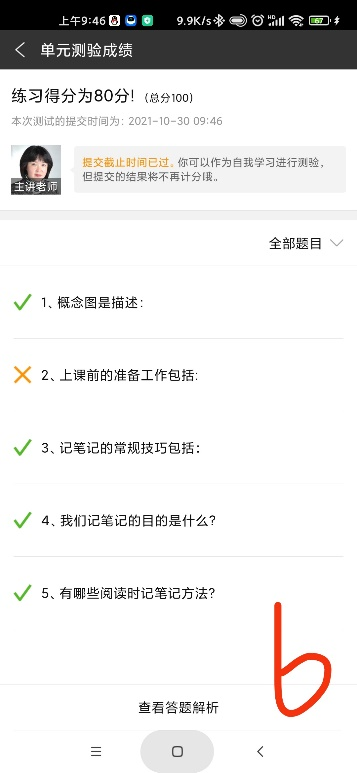 上午9:46 9.9K/s 67
单元测验成绩
练习得分为80分! (总分100)
本次测试的提交时间为: 2021-10-30 09:46
提交截止时间已过, 你可以作为自我学习进行测验,
但提交的结果将不再计分哦。
主讲老师
全部题目
1、概念图是描述:
2、上课前的准备工作包括:
3、记笔记的常规技巧包括:
4、我们记笔记的目的是什么?
5、有哪些阅读时记笔记方法?
b
查看答题解析